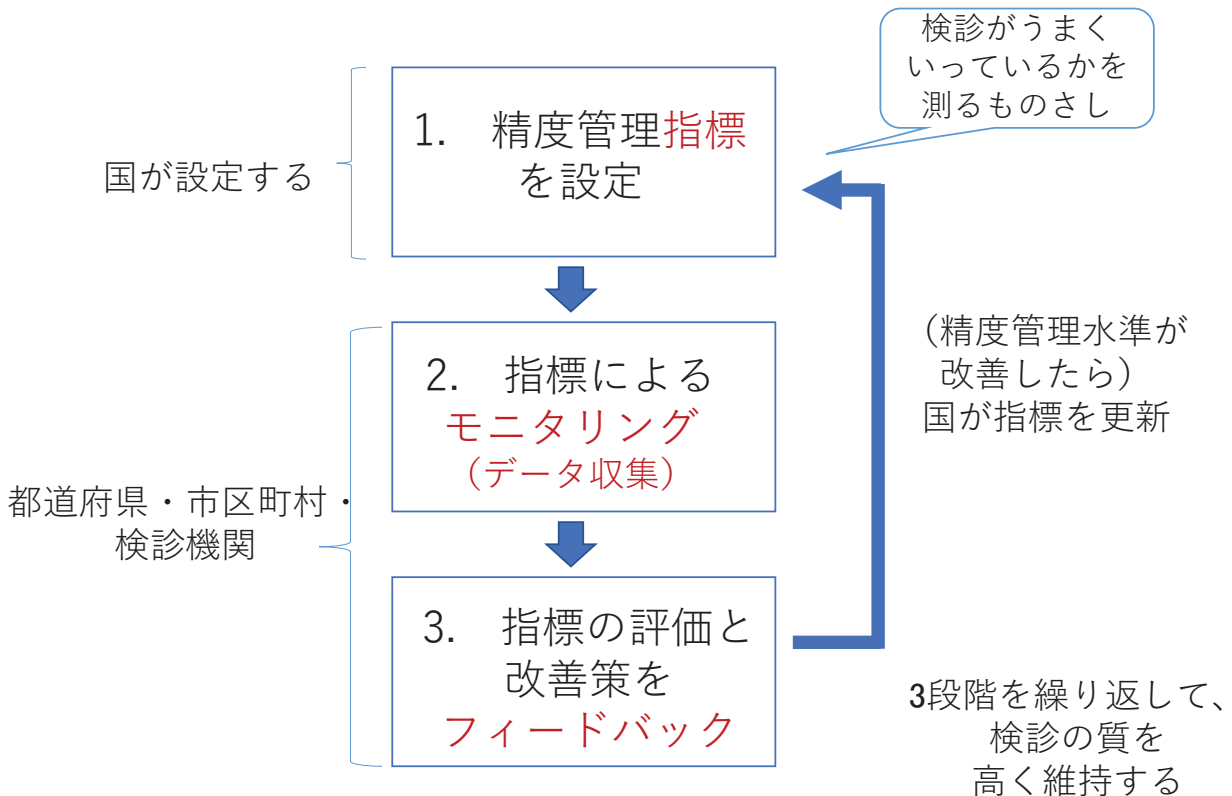 検診がうまく
いっているかを
測るものさし
国が設定する
1.　精度管理指標
を設定
2.　指標による
モニタリング
（データ収集）
都道府県・市区町村・
検診機関
3.　指標の評価と
改善策を
フィードバック
（精度管理水準が
改善したら）
国が指標を更新
3段階を繰り返して、
検診の質を
高く維持する